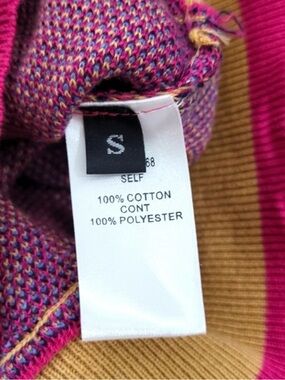 S
68
SELF
100% COTTON
CONT
100% POLYESTER